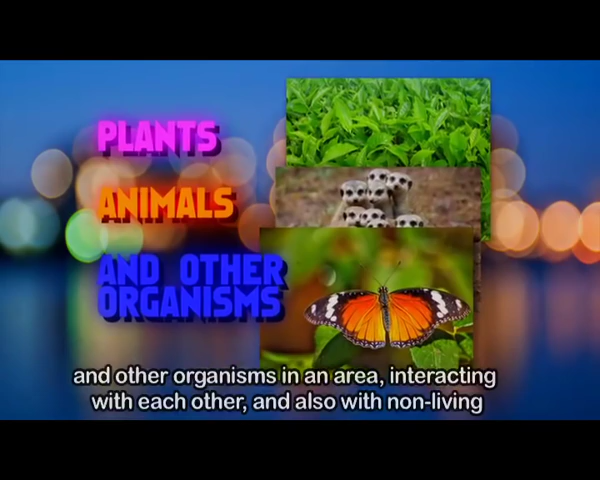 PLANTS
ANIMALS
AND OTHER
ORGANISMS
and other organisms in an area, interacting
with each other, and also with non-living